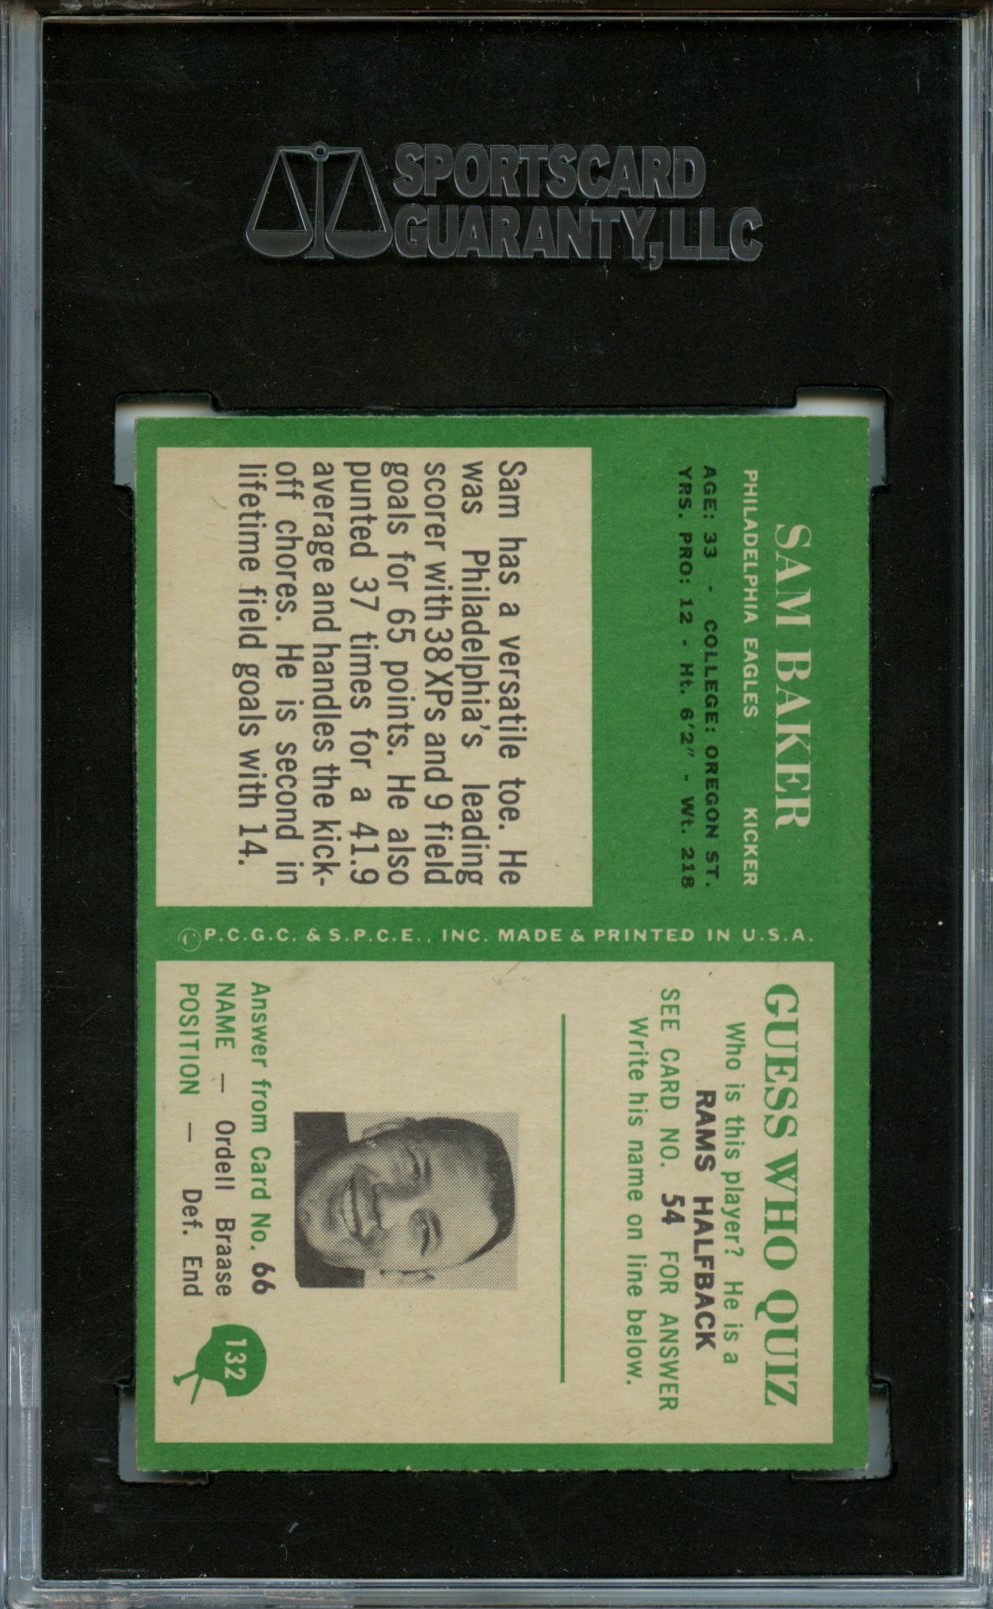 SPORTSCARD
GUARANTY, LLC
SAM BAKER
PHILADELPHIA EAGLES KICKER
AGE: 33 - COLLEGE: OREGON ST.
YRS. PRO: 12 - Ht. 6'2" - Wt. 218
Sam has a versatile toe. He
was Philadelphia's leading
scorer with 38 XPs and 9 field
goals for 65 points. He also
punted 37 times for a 41.9
average and handles the kick-
off chores. He is second in
lifetime field goals with 14.
© P.C.G.C. & S.P.C.E., INC. MADE & PRINTED IN U.S.A.
GUESS WHO QUIZ
Who is this player? He is a
RAMS HALFBACK
SEE CARD NO. 54 FOR ANSWER
Write his name on line below.
Answer from Card No. 66
NAME — Ordell Braase
POSITION — Def. End
132